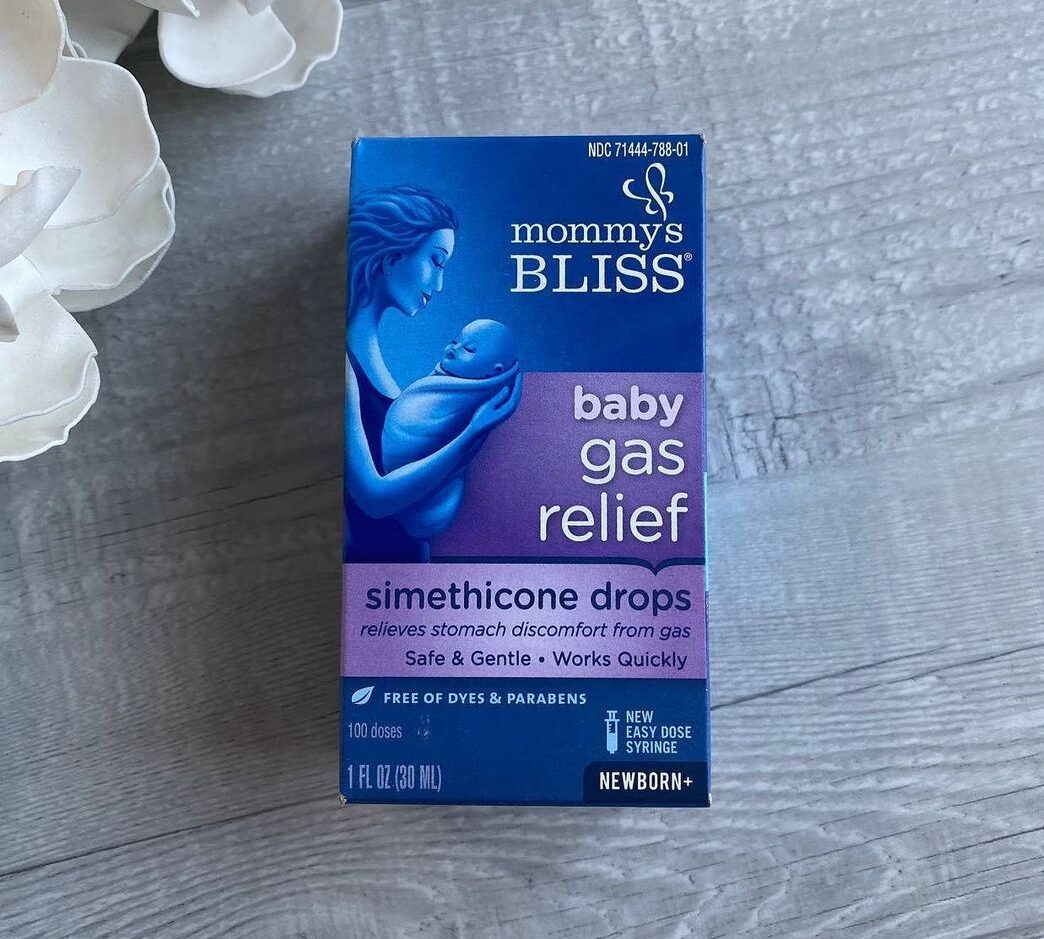 NDC 71444-788-01
mommy's
BLISS®
baby
gas
relief
simethicone drops
relieves stomach discomfort from gas
Safe & Gentle • Works Quickly
FREE OF DYES & PARABENS
100 doses
NEW
EASY DOSE
SYRINGE
1 FL OZ (30 ML)
NEWBORN+